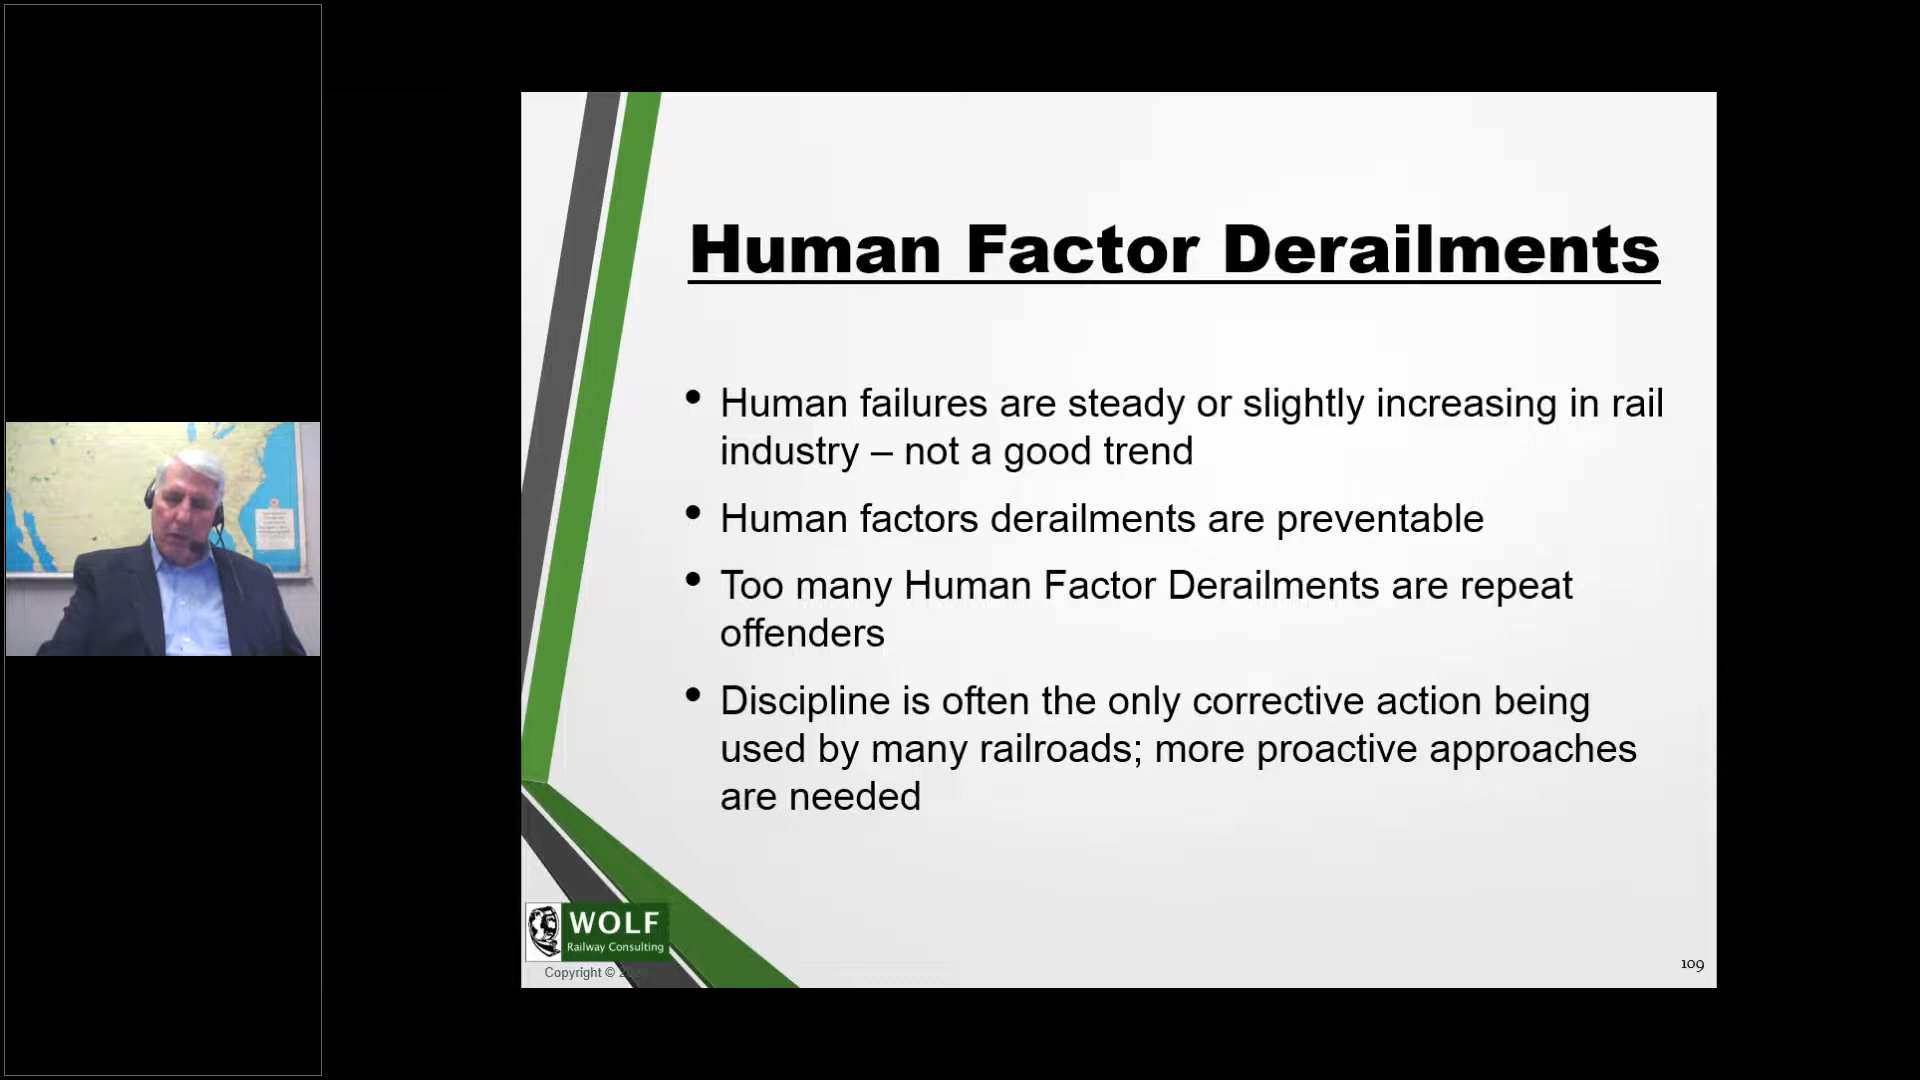 Human Factor Derailments
• Human failures are steady or slightly increasing in rail
industry – not a good trend
• Human factors derailments are preventable
• Too many Human Factor Derailments are repeat
offenders
• Discipline is often the only corrective action being
used by many railroads; more proactive approaches
are needed
WOLF
Railway Consulting
Copyright ©
109